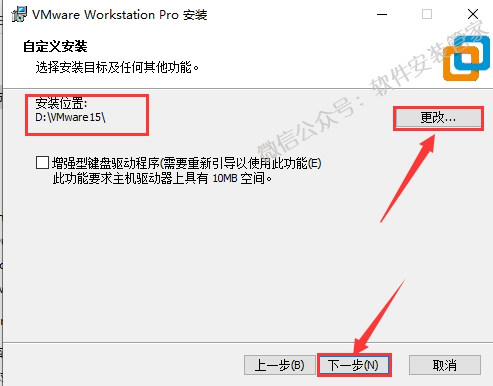 VMware Workstation Pro 安装
自定义安装
选择安装目标及任何其他功能。
安装位置:
D:\VMware15\
更改...
增强型键盘驱动程序(需要重新引导以使用此功能(E)
此功能要求主机驱动器上具有 10MB 空间。
微信公众号：软件安装管家
上一步(B)
下一步(N)
取消